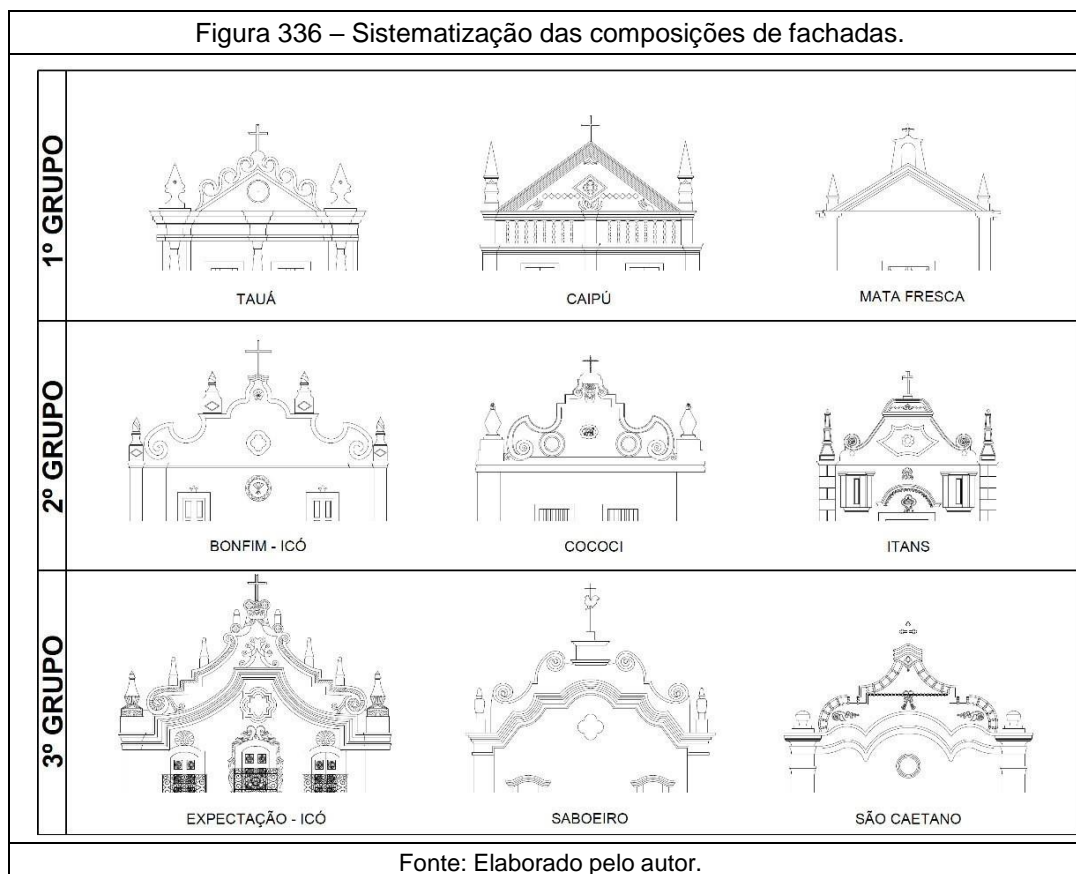 Figura 336 – Sistematização das composições de fachadas.
1º GRUPO
TAUÁ
CAIPÚ
MATA FRESCA
2º GRUPO
BONFIM - ICÓ
COCOCI
ITANS
3º GRUPO
EXPECTAÇÃO - ICÓ
SABOEIRO
SÃO CAETANO
Fonte: Elaborado pelo autor.